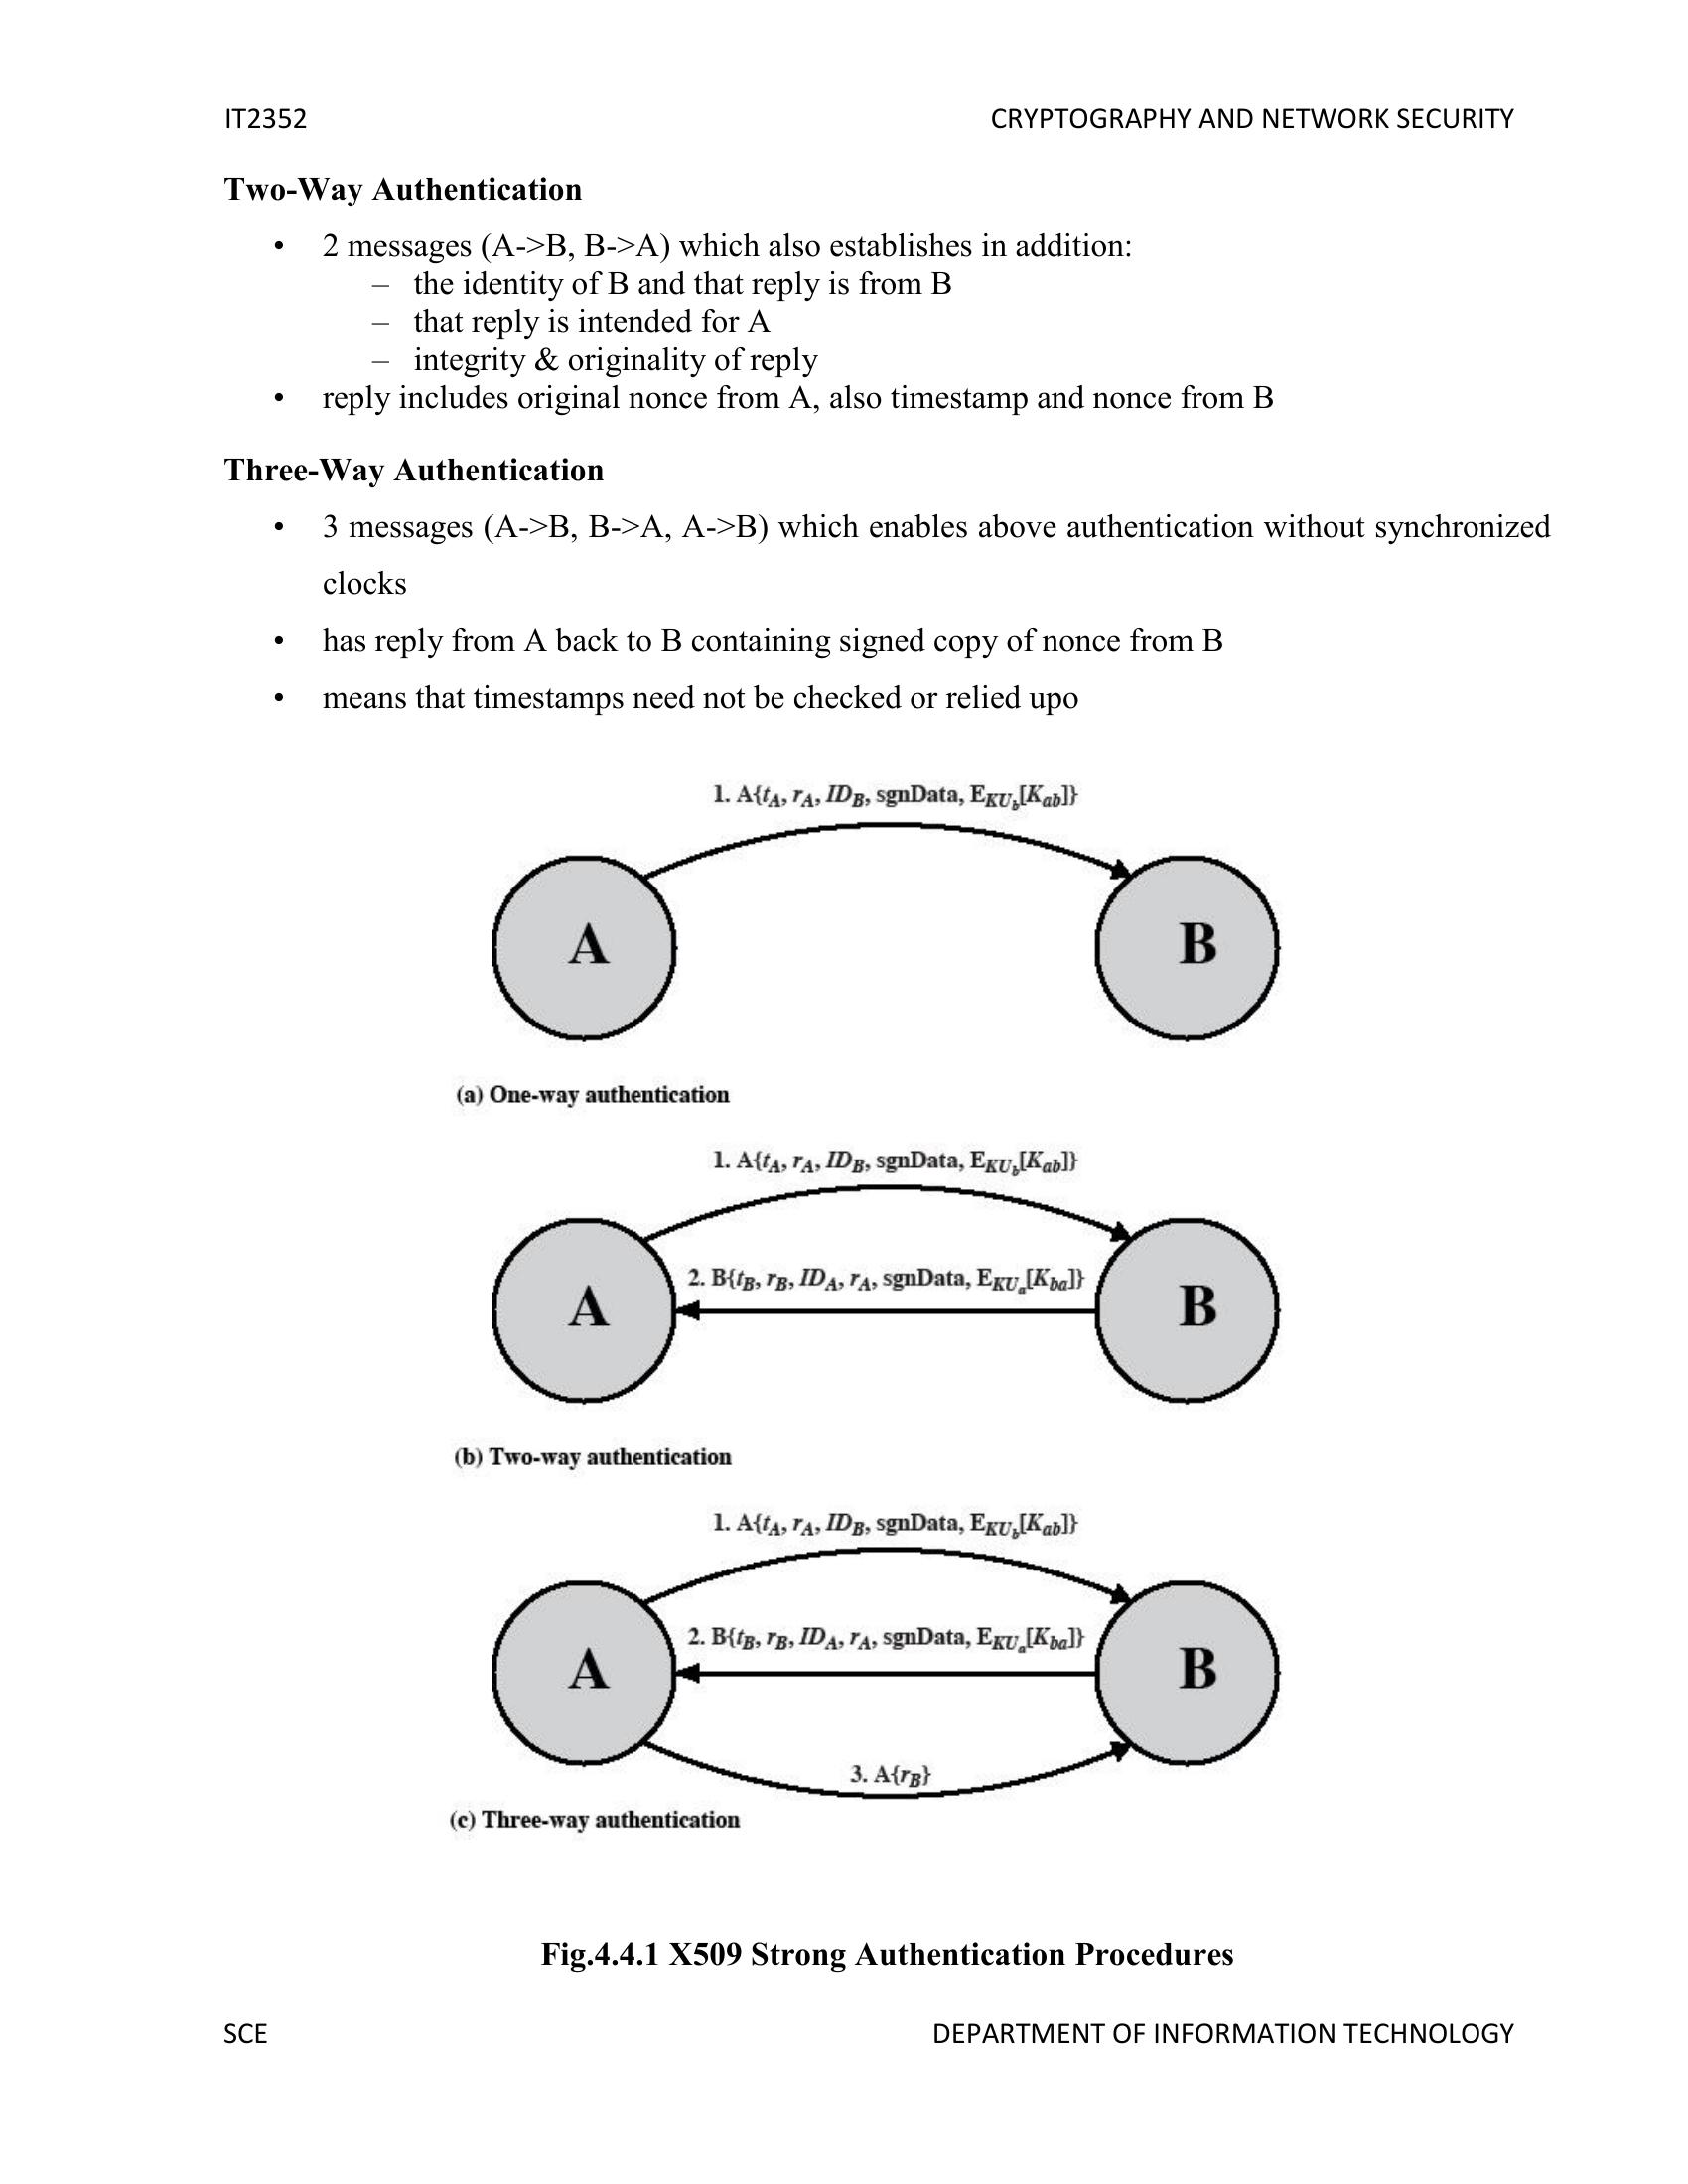 IT2352 CRYPTOGRAPHY AND NETWORK SECURITY
Two-Way Authentication
• 2 messages (A->B, B->A) which also establishes in addition:
– the identity of B and that reply is from B
– that reply is intended for A
– integrity & originality of reply
• reply includes original nonce from A, also timestamp and nonce from B
Three-Way Authentication
• 3 messages (A->B, B->A, A->B) which enables above authentication without synchronized
clocks
• has reply from A back to B containing signed copy of nonce from B
• means that timestamps need not be checked or relied upo
1. A{t_A, r_A, ID_B, sgnData, E_{KU_b}[K_{ab}]}
A B
(a) One-way authentication
1. A{t_A, r_A, ID_B, sgnData, E_{KU_b}[K_{ab}]}
2. B{t_B, r_B, ID_A, r_A, sgnData, E_{KU_a}[K_{ba}]}
A B
(b) Two-way authentication
1. A{t_A, r_A, ID_B, sgnData, E_{KU_b}[K_{ab}]}
2. B{t_B, r_B, ID_A, r_A, sgnData, E_{KU_a}[K_{ba}]}
A B
3. A{r_B}
(c) Three-way authentication
Fig.4.4.1 X509 Strong Authentication Procedures
SCE DEPARTMENT OF INFORMATION TECHNOLOGY